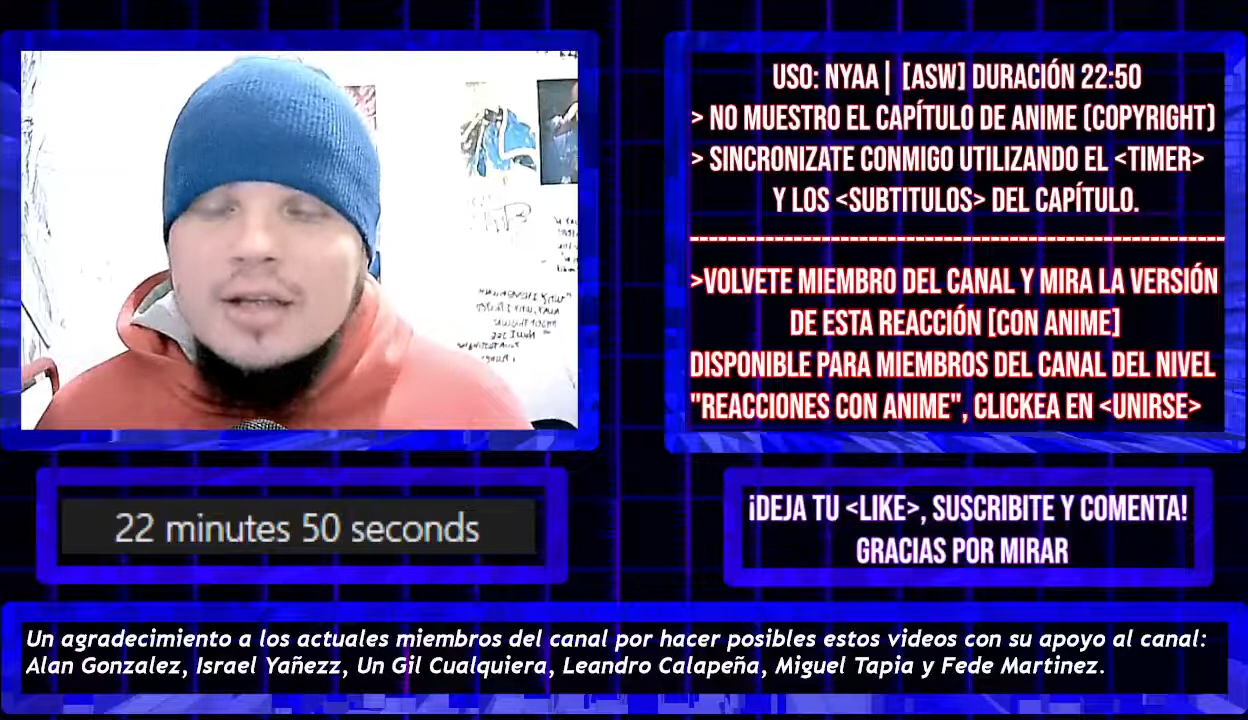 USO: NYAA| [ASW] DURACIÓN 22:50
> NO MUESTRO EL CAPÍTULO DE ANIME (COPYRIGHT)
> SINCRONIZATE CONMIGO UTILIZANDO EL <TIMER>
Y LOS <SUBTITULOS> DEL CAPÍTULO.
>VOLVETE MIEMBRO DEL CANAL Y MIRA LA VERSIÓN
DE ESTA REACCIÓN [CON ANIME]
DISPONIBLE PARA MIEMBROS DEL CANAL DEL NIVEL
"REACCIONES CON ANIME", CLICKEA EN <UNIRSE>
22 minutes 50 seconds
¡DEJA TU <LIKE>, SUSCRIBITE Y COMENTA!
GRACIAS POR MIRAR
Un agradecimiento a los actuales miembros del canal por hacer posibles estos videos con su apoyo al canal:
Alan Gonzalez, Israel Yañezz, Un Gil Cualquiera, Leandro Calapeña, Miguel Tapia y Fede Martinez.